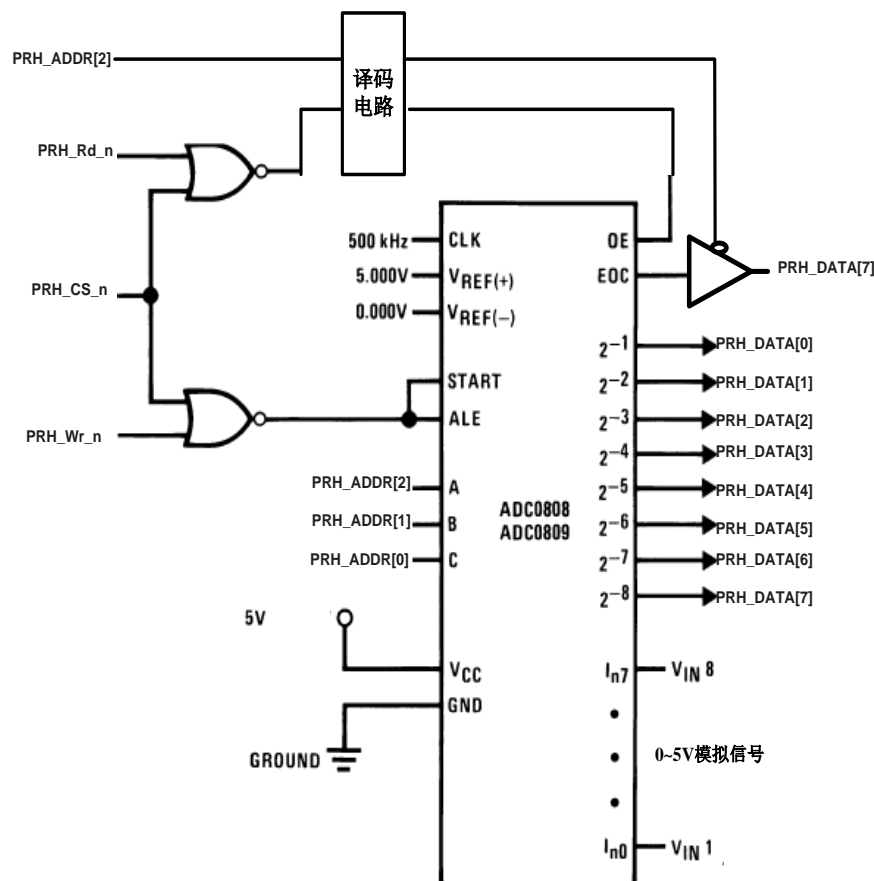 PRH_ADDR[2]
译码
电路
PRH_Rd_n
PRH_CS_n
PRH_Wr_n
500 kHz
CLK
OE
5.000V
VREF(+)
EOC
PRH_DATA[7]
0.000V
VREF(−)
2−1
PRH_DATA[0]
START
2−2
PRH_DATA[1]
ALE
2−3
PRH_DATA[2]
2−4
PRH_DATA[3]
PRH_ADDR[2]
A
2−5
PRH_DATA[4]
ADC0808
PRH_ADDR[1]
B
ADC0809
2−6
PRH_DATA[5]
PRH_ADDR[0]
C
2−7
PRH_DATA[6]
2−8
PRH_DATA[7]
5V
VCC
In7
VIN 8
GND
GROUND
0~5V模拟信号
In0
VIN 1